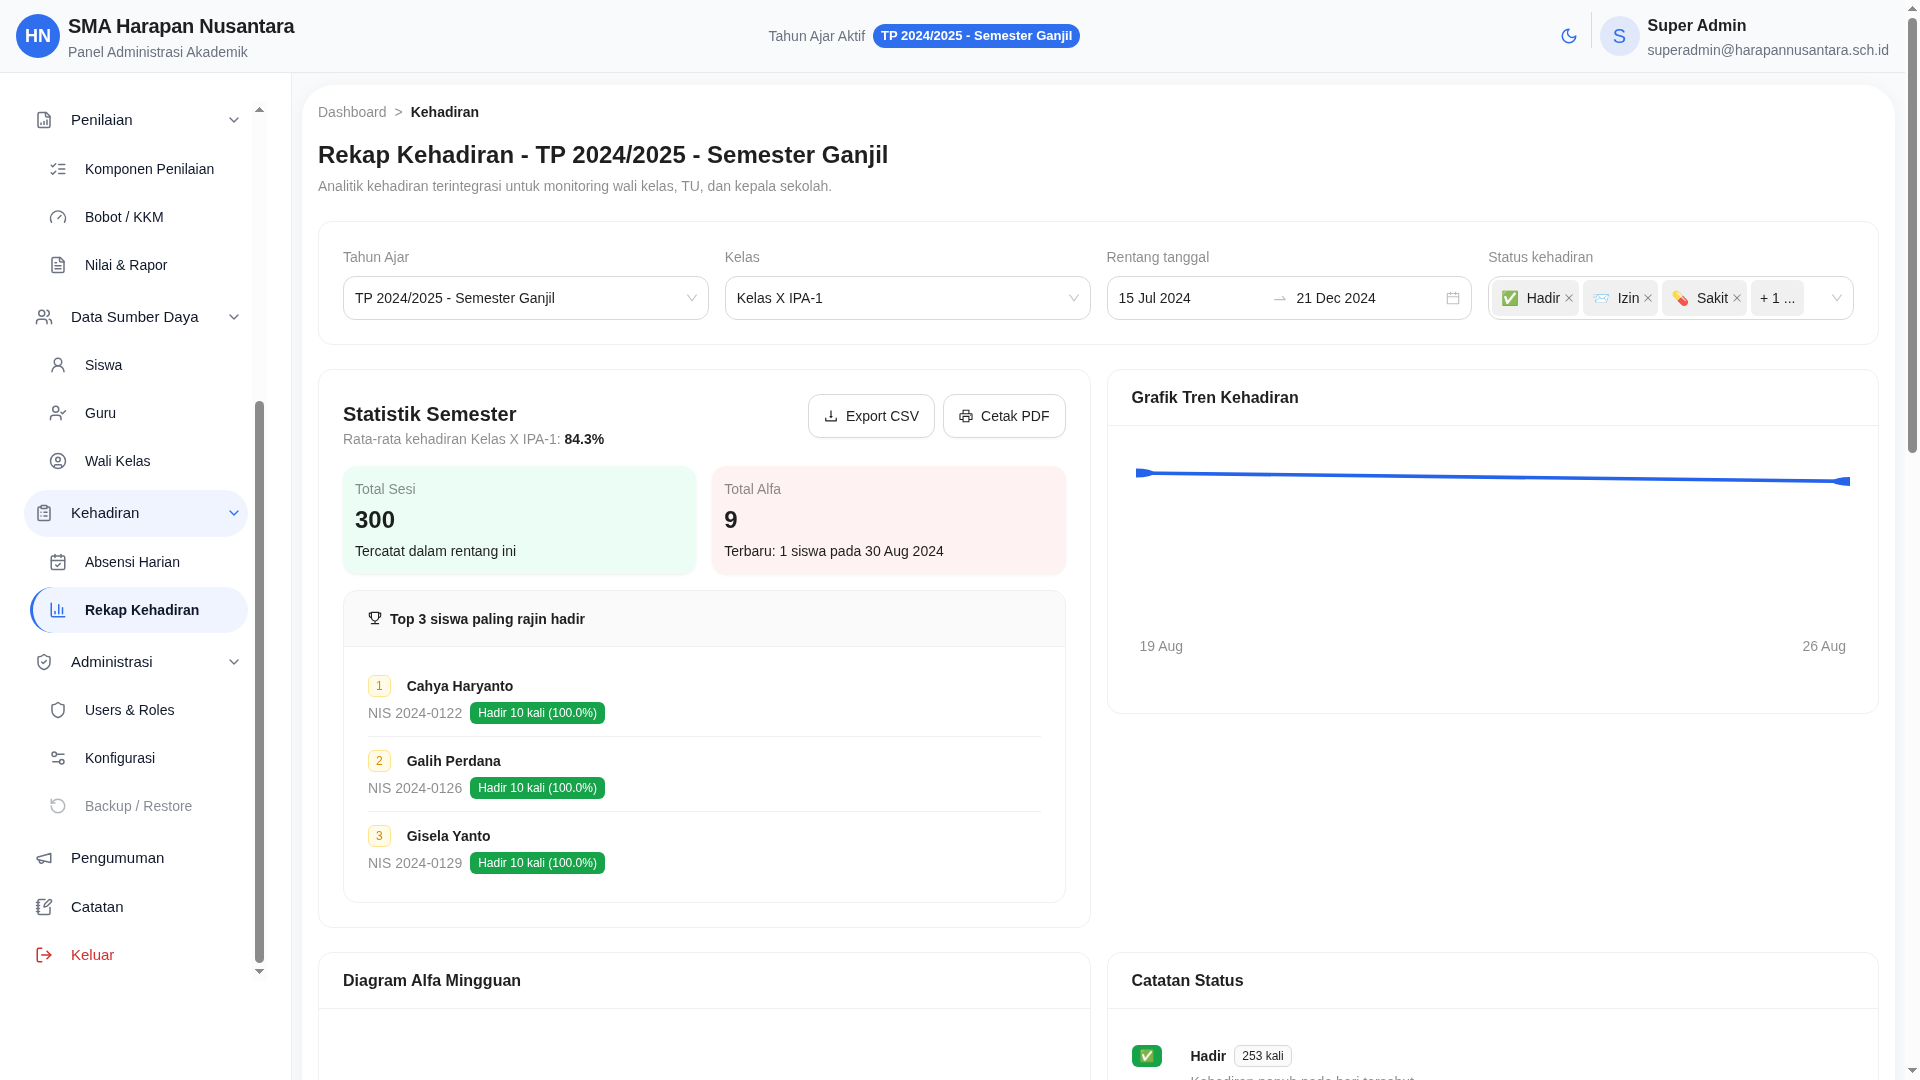 HN
SMA Harapan Nusantara
Panel Administrasi Akademik
Tahun Ajar Aktif
TP 2024/2025 - Semester Ganjil
S
Super Admin
superadmin@harapannusantara.sch.id
Penilaian
Komponen Penilaian
Bobot / KKM
Nilai & Rapor
Data Sumber Daya
Siswa
Guru
Wali Kelas
Kehadiran
Absensi Harian
Rekap Kehadiran
Administrasi
Users & Roles
Konfigurasi
Backup / Restore
Pengumuman
Catatan
Keluar
Dashboard > Kehadiran
Rekap Kehadiran - TP 2024/2025 - Semester Ganjil
Analitik kehadiran terintegrasi untuk monitoring wali kelas, TU, dan kepala sekolah.
Tahun Ajar
TP 2024/2025 - Semester Ganjil
Kelas
Kelas X IPA-1
Rentang tanggal
15 Jul 2024
21 Dec 2024
Status kehadiran
✅ Hadir
📨 Izin
💊 Sakit
+ 1 ...
Statistik Semester
Rata-rata kehadiran Kelas X IPA-1: 84.3%
Export CSV
Cetak PDF
Total Sesi
300
Tercatat dalam rentang ini
Total Alfa
9
Terbaru: 1 siswa pada 30 Aug 2024
Top 3 siswa paling rajin hadir
1 Cahya Haryanto
NIS 2024-0122 Hadir 10 kali (100.0%)
2 Galih Perdana
NIS 2024-0126 Hadir 10 kali (100.0%)
3 Gisela Yanto
NIS 2024-0129 Hadir 10 kali (100.0%)
Grafik Tren Kehadiran
19 Aug
26 Aug
Diagram Alfa Mingguan
Catatan Status
✅ Hadir 253 kali
Kehadiran penuh pada hari tersebut